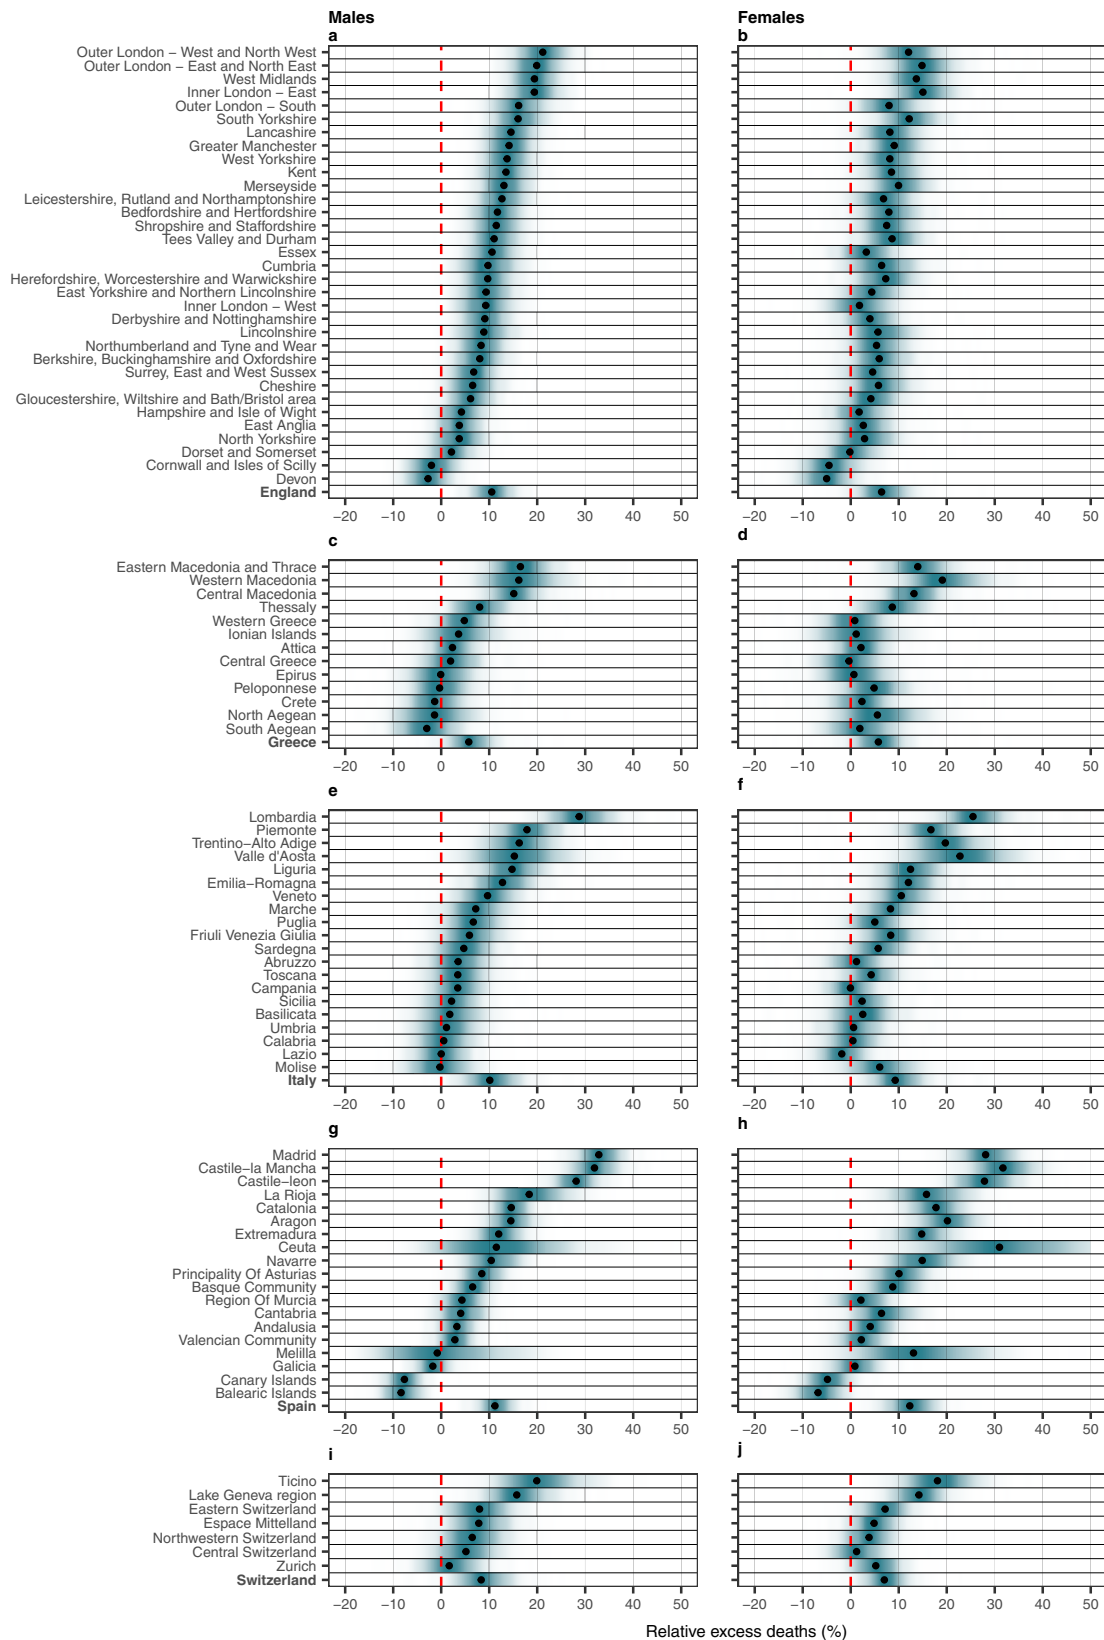 Males Females
a b
Outer London – West and North West
Outer London – East and North East
West Midlands
Inner London – East
Outer London – South
South Yorkshire
Lancashire
Greater Manchester
West Yorkshire
Kent
Merseyside
Leicestershire, Rutland and Northamptonshire
Bedfordshire and Hertfordshire
Shropshire and Staffordshire
Tees Valley and Durham
Essex
Cumbria
Herefordshire, Worcestershire and Warwickshire
East Yorkshire and Northern Lincolnshire
Inner London – West
Derbyshire and Nottinghamshire
Lincolnshire
Northumberland and Tyne and Wear
Berkshire, Buckinghamshire and Oxfordshire
Surrey, East and West Sussex
Cheshire
Gloucestershire, Wiltshire and Bath/Bristol area
Hampshire and Isle of Wight
East Anglia
North Yorkshire
Dorset and Somerset
Cornwall and Isles of Scilly
Devon
England
−20 −10 0 10 20 30 40 50 −20 −10 0 10 20 30 40 50
c d
Eastern Macedonia and Thrace
Western Macedonia
Central Macedonia
Thessaly
Western Greece
Ionian Islands
Attica
Central Greece
Epirus
Peloponnese
Crete
North Aegean
South Aegean
Greece
−20 −10 0 10 20 30 40 50 −20 −10 0 10 20 30 40 50
e f
Lombardia
Piemonte
Trentino−Alto Adige
Valle d'Aosta
Liguria
Emilia−Romagna
Veneto
Marche
Puglia
Friuli Venezia Giulia
Sardegna
Abruzzo
Toscana
Campania
Sicilia
Basilicata
Umbria
Calabria
Lazio
Molise
Italy
−20 −10 0 10 20 30 40 50 −20 −10 0 10 20 30 40 50
g h
Madrid
Castile−la Mancha
Castile−leon
La Rioja
Catalonia
Aragon
Extremadura
Ceuta
Navarre
Principality Of Asturias
Basque Community
Region Of Murcia
Cantabria
Andalusia
Valencian Community
Melilla
Galicia
Canary Islands
Balearic Islands
Spain
−20 −10 0 10 20 30 40 50 −20 −10 0 10 20 30 40 50
i j
Ticino
Lake Geneva region
Eastern Switzerland
Espace Mittelland
Northwestern Switzerland
Central Switzerland
Zurich
Switzerland
−20 −10 0 10 20 30 40 50 −20 −10 0 10 20 30 40 50
Relative excess deaths (%)